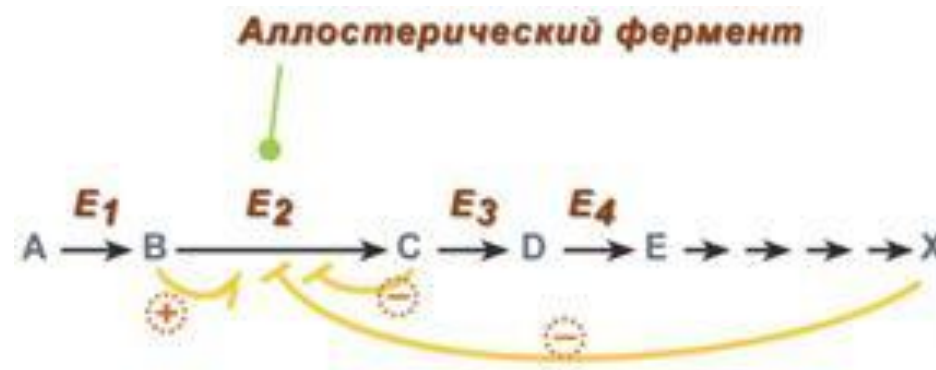 Аллостерический фермент
E1 E2 E3 E4
A B C D E X
+ −
−